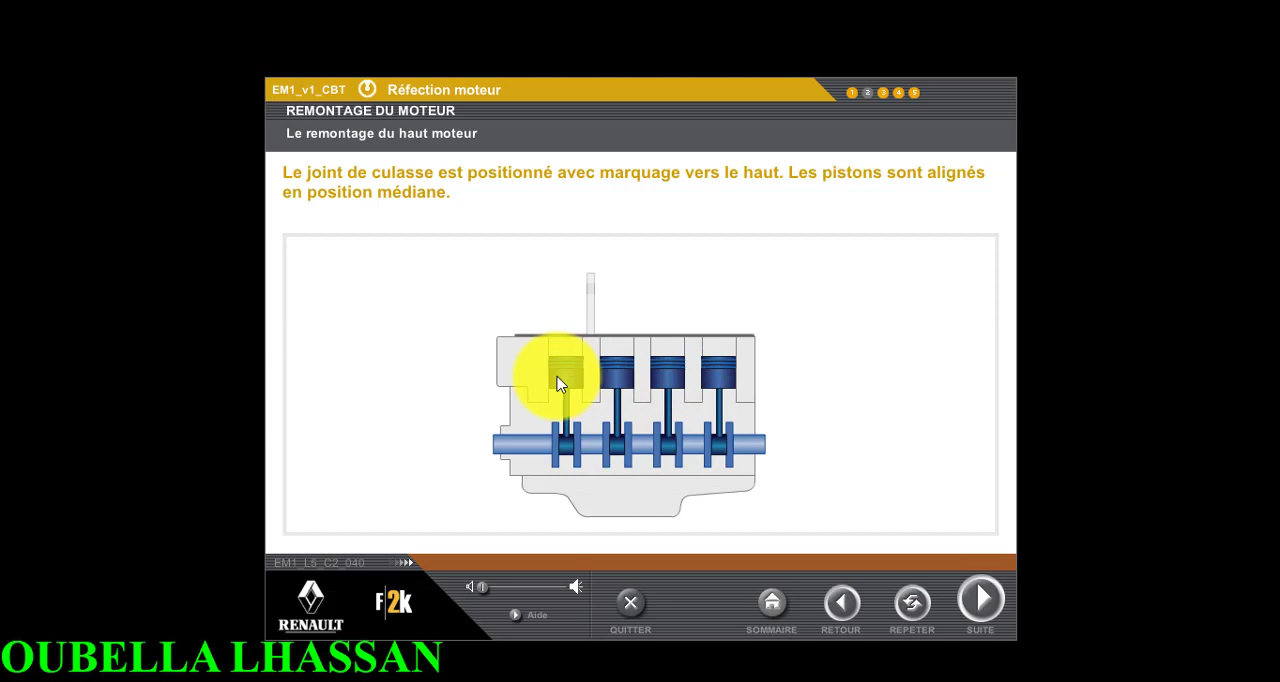 EM1_v1_CBT Réfection moteur
1 2 3 4 5
REMONTAGE DU MOTEUR
Le remontage du haut moteur
Le joint de culasse est positionné avec marquage vers le haut. Les pistons sont alignés
en position médiane.
EM1_L5_C2_040
RENAULT
F2k
Aide
QUITTER
SOMMAIRE
RETOUR
REPETER
SUITE
OUBELLA LHASSAN